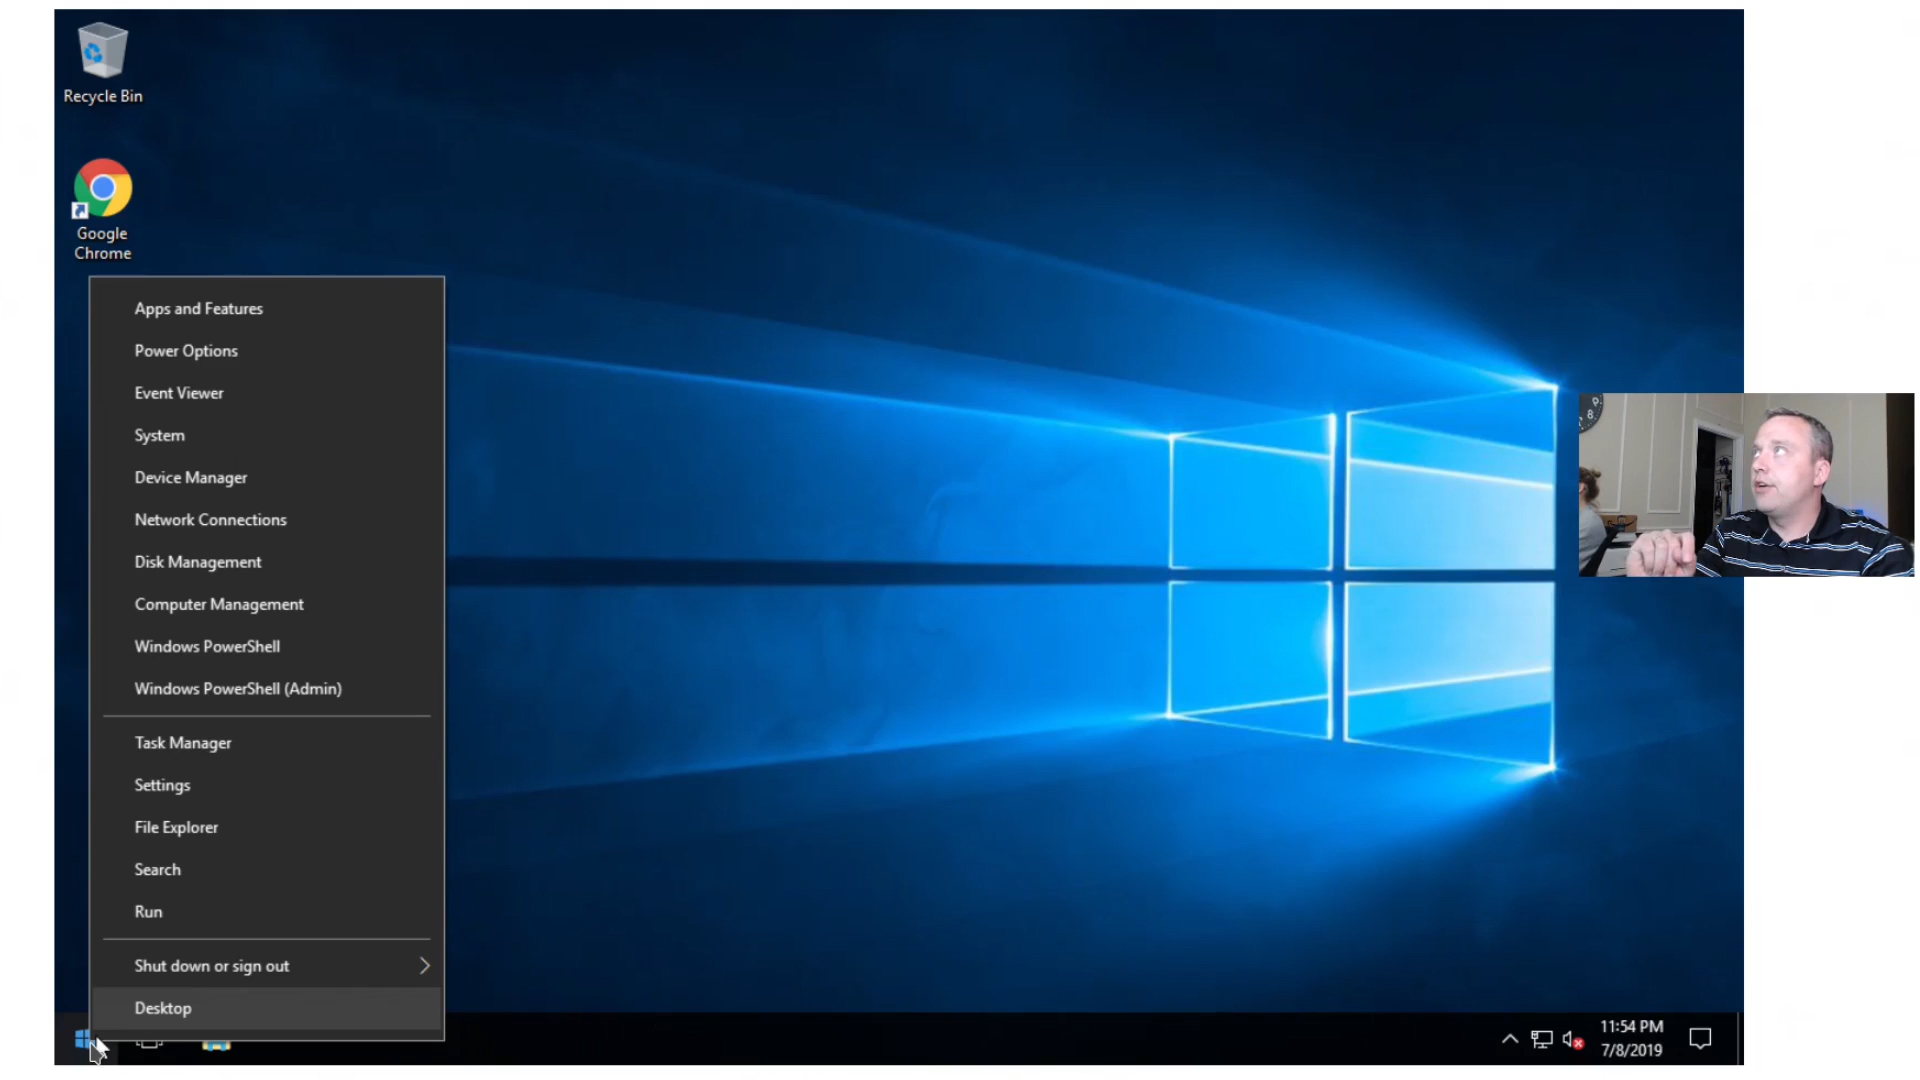 Recycle Bin
Google
Chrome
Apps and Features
Power Options
Event Viewer
System
Device Manager
Network Connections
Disk Management
Computer Management
Windows PowerShell
Windows PowerShell (Admin)
Task Manager
Settings
File Explorer
Search
Run
Shut down or sign out
Desktop
11:54 PM
7/8/2019